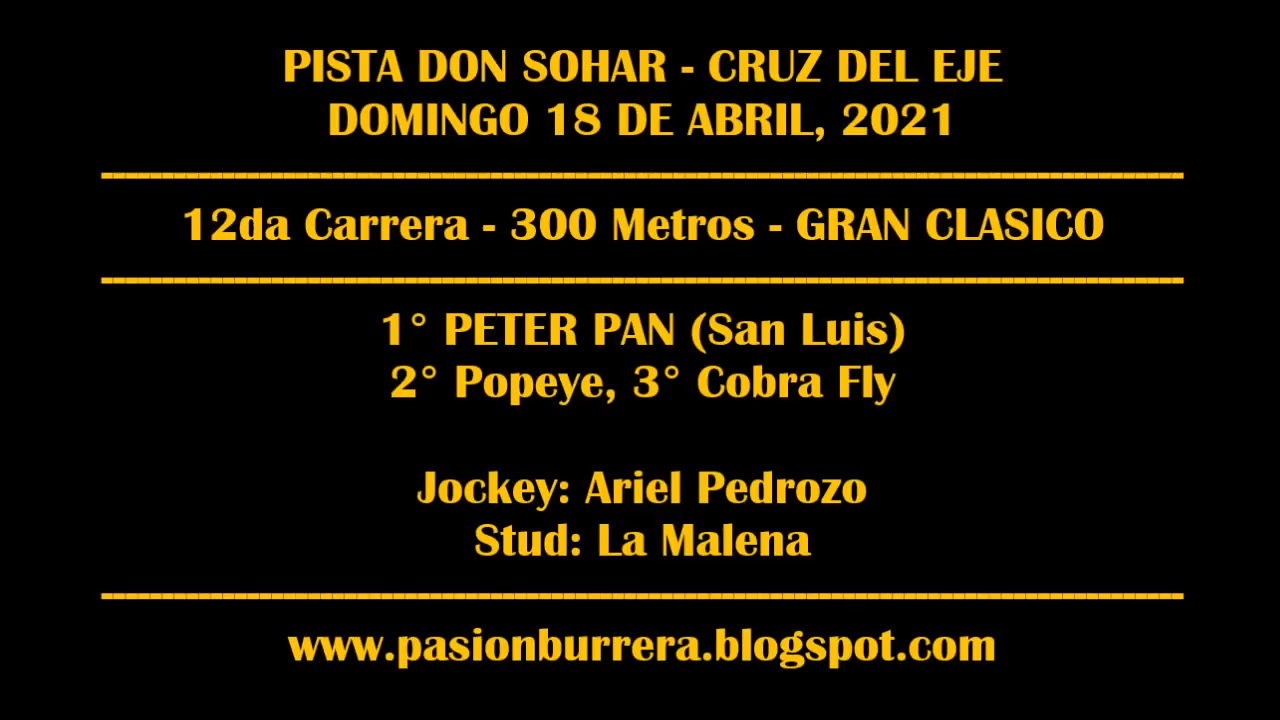 PISTA DON SOHAR - CRUZ DEL EJE
DOMINGO 18 DE ABRIL, 2021
12da Carrera - 300 Metros - GRAN CLASICO
1° PETER PAN (San Luis)
2° Popeye, 3° Cobra Fly
Jockey: Ariel Pedrozo
Stud: La Malena
www.pasionburrera.blogspot.com